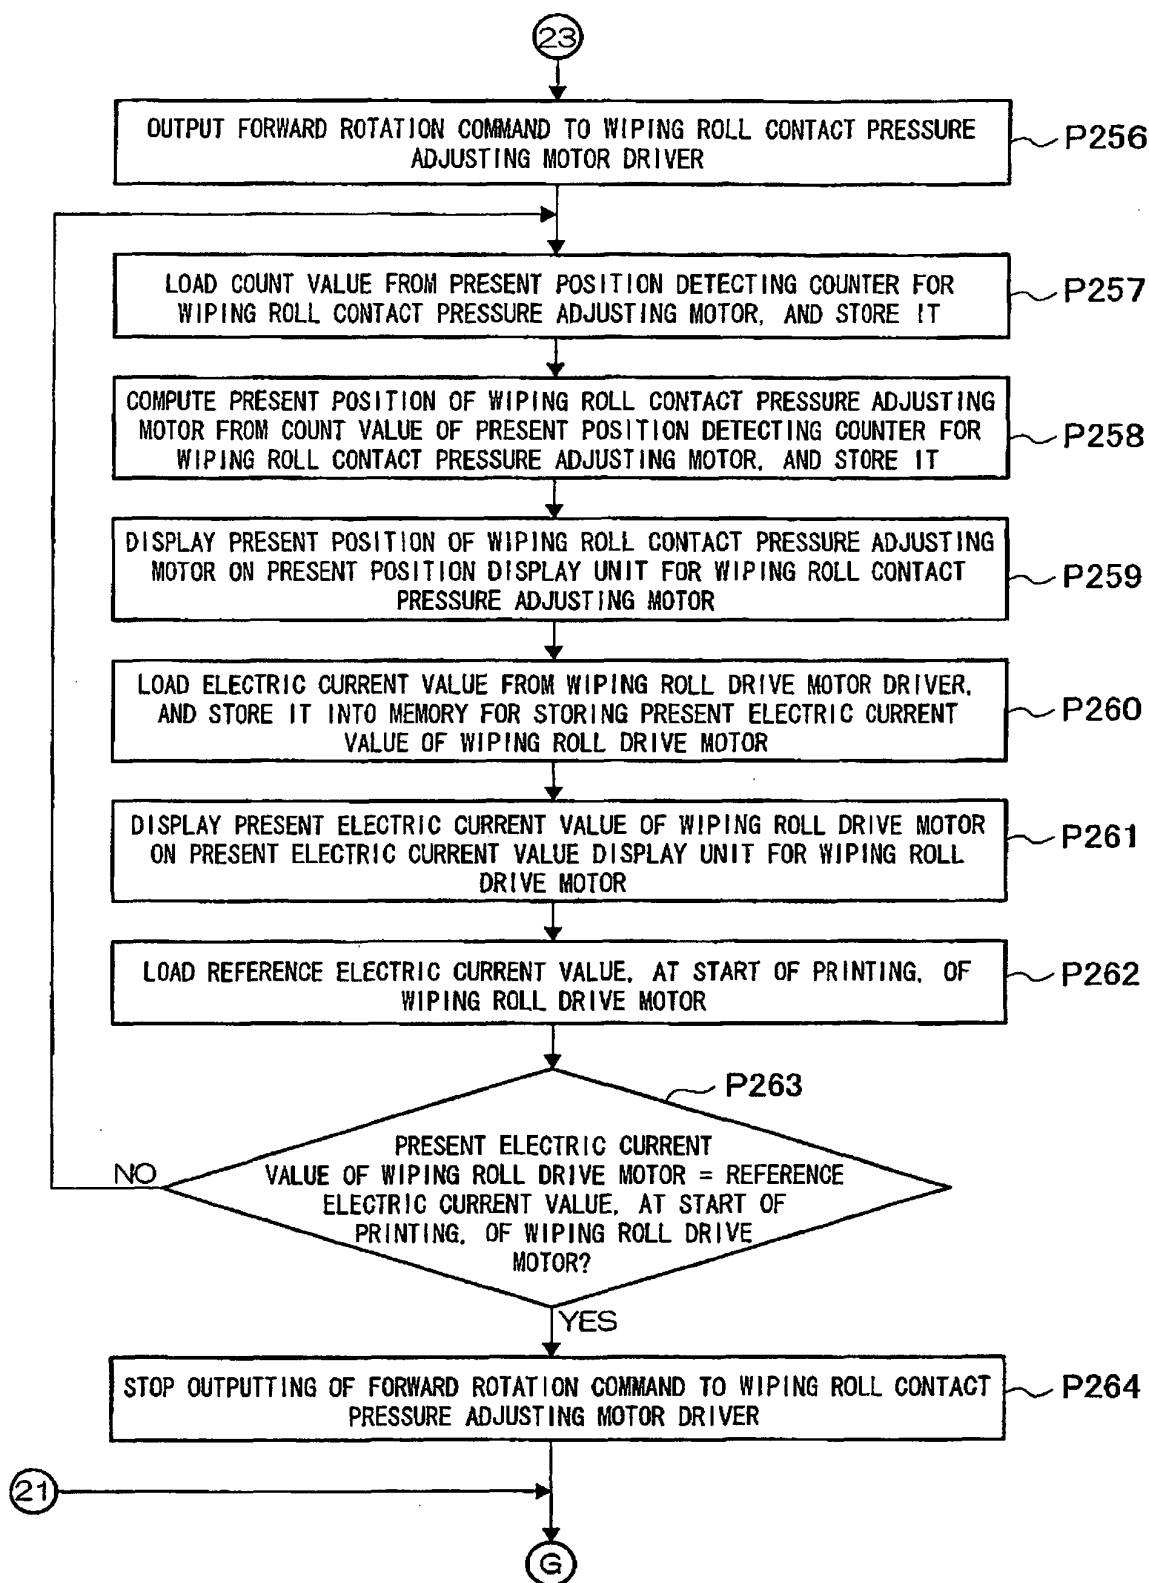 23
OUTPUT FORWARD ROTATION COMMAND TO WIPING ROLL CONTACT PRESSURE
ADJUSTING MOTOR DRIVER
P256
LOAD COUNT VALUE FROM PRESENT POSITION DETECTING COUNTER FOR
WIPING ROLL CONTACT PRESSURE ADJUSTING MOTOR, AND STORE IT
P257
COMPUTE PRESENT POSITION OF WIPING ROLL CONTACT PRESSURE ADJUSTING
MOTOR FROM COUNT VALUE OF PRESENT POSITION DETECTING COUNTER FOR
WIPING ROLL CONTACT PRESSURE ADJUSTING MOTOR, AND STORE IT
P258
DISPLAY PRESENT POSITION OF WIPING ROLL CONTACT PRESSURE ADJUSTING
MOTOR ON PRESENT POSITION DISPLAY UNIT FOR WIPING ROLL CONTACT
PRESSURE ADJUSTING MOTOR
P259
LOAD ELECTRIC CURRENT VALUE FROM WIPING ROLL DRIVE MOTOR DRIVER,
AND STORE IT INTO MEMORY FOR STORING PRESENT ELECTRIC CURRENT
VALUE OF WIPING ROLL DRIVE MOTOR
P260
DISPLAY PRESENT ELECTRIC CURRENT VALUE OF WIPING ROLL DRIVE MOTOR
ON PRESENT ELECTRIC CURRENT VALUE DISPLAY UNIT FOR WIPING ROLL
DRIVE MOTOR
P261
LOAD REFERENCE ELECTRIC CURRENT VALUE, AT START OF PRINTING, OF
WIPING ROLL DRIVE MOTOR
P262
P263
PRESENT ELECTRIC CURRENT
VALUE OF WIPING ROLL DRIVE MOTOR = REFERENCE
ELECTRIC CURRENT VALUE, AT START OF
PRINTING, OF WIPING ROLL DRIVE
MOTOR?
NO
YES
STOP OUTPUTTING OF FORWARD ROTATION COMMAND TO WIPING ROLL CONTACT
PRESSURE ADJUSTING MOTOR DRIVER
P264
21
G